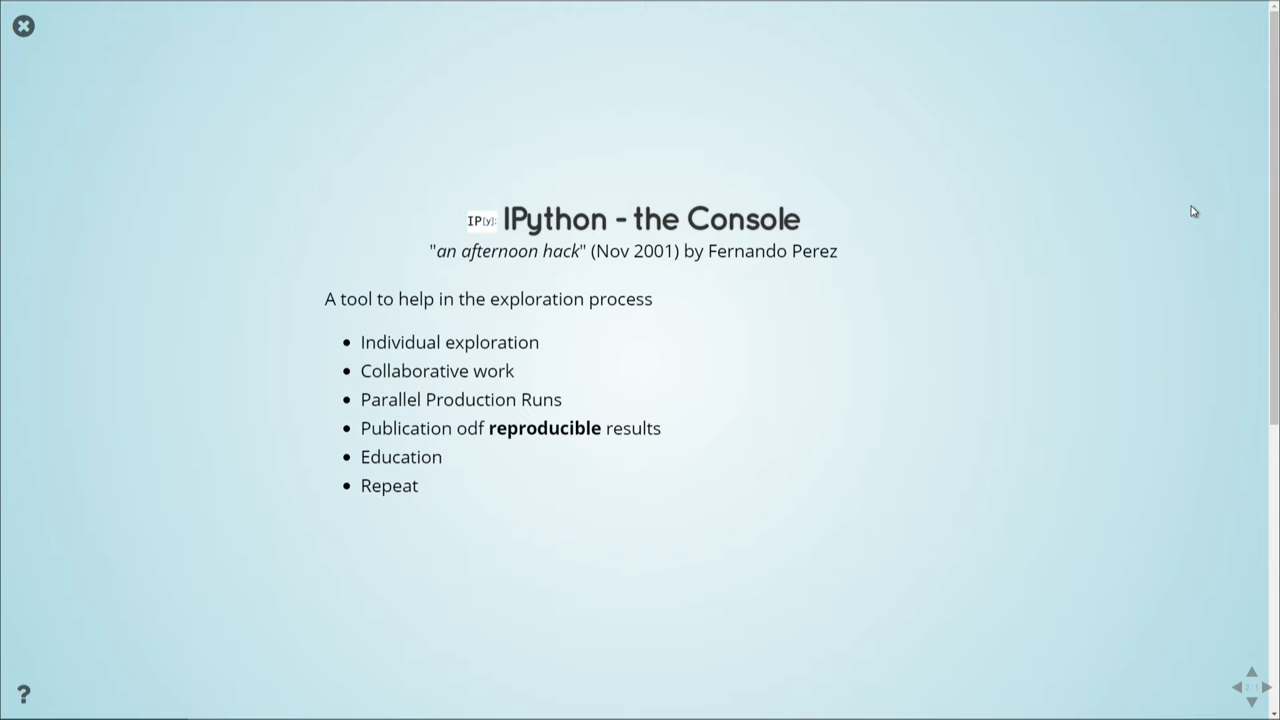 IP[y]: IPython - the Console
"an afternoon hack" (Nov 2001) by Fernando Perez
A tool to help in the exploration process
• Individual exploration
• Collaborative work
• Parallel Production Runs
• Publication odf reproducible results
• Education
• Repeat
?